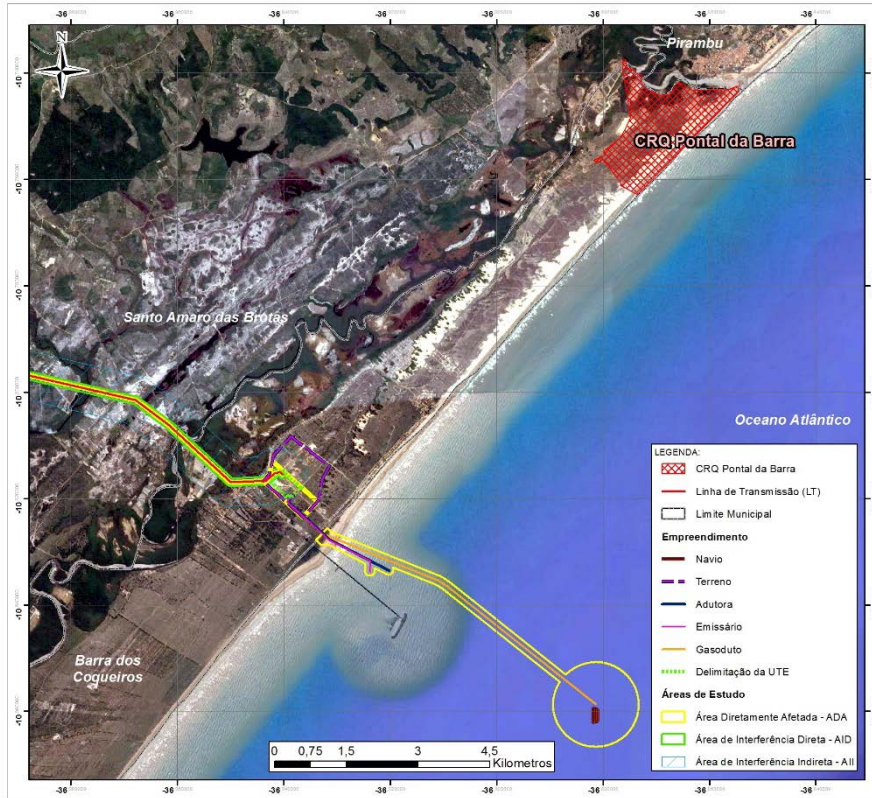 N
Pirambu
CRQ Pontal da Barra
Santo Amaro das Brotas
Oceano Atlântico
Barra dos
Coqueiros
LEGENDA:
CRQ Pontal da Barra
Linha de Transmissão (LT)
Limite Municipal
Empreendimento
Navio
Terreno
Adutora
Emissário
Gasoduto
Delimitação da UTE
Áreas de Estudo
Área Diretamente Afetada - ADA
Área de Interferência Direta - AID
Área de Interferência Indireta - AII
0 0,75 1,5 3 4,5
Kilometros